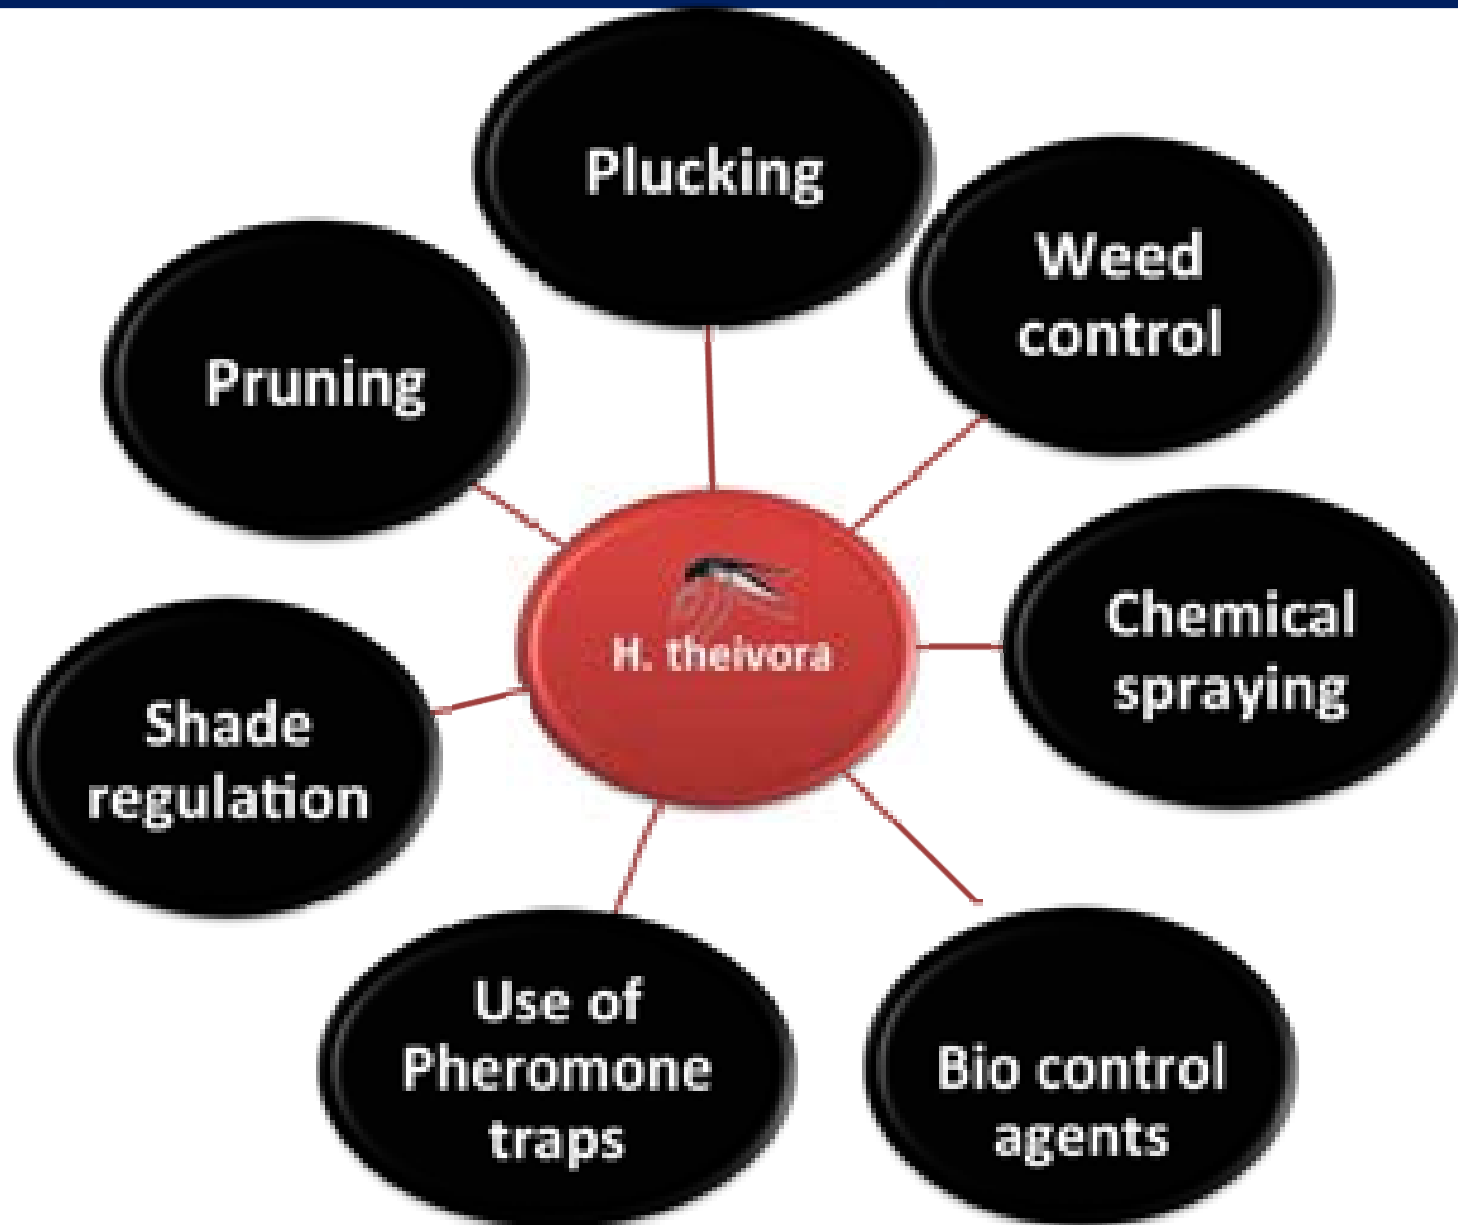 Plucking
Weed
control
Pruning
Chemical
spraying
H. theivora
Shade
regulation
Use of
Pheromone
traps
Bio control
agents